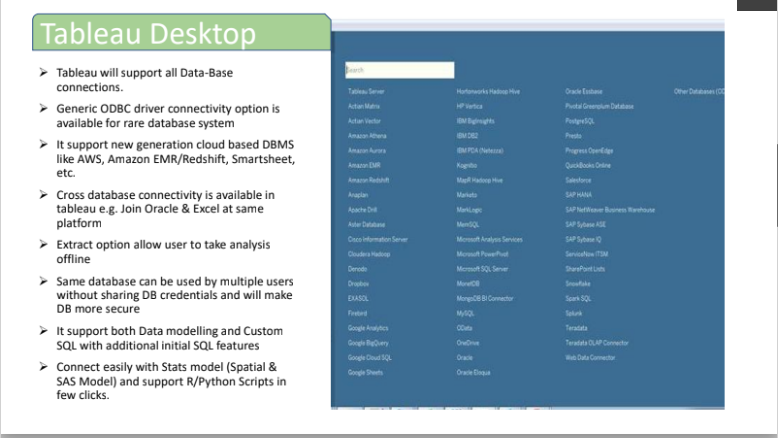 Tableau Desktop
➢ Tableau will support all Data-Base
connections.
➢ Generic ODBC driver connectivity option is
available for rare database system
➢ It support new generation cloud based DBMS
like AWS, Amazon EMR/Redshift, Smartsheet,
etc.
➢ Cross database connectivity is available in
tableau e.g. Join Oracle & Excel at same
platform
➢ Extract option allow user to take analysis
offline
➢ Same database can be used by multiple users
without sharing DB credentials and will make
DB more secure
➢ It support both Data modelling and Custom
SQL with additional initial SQL features
➢ Connect easily with Stats model (Spatial &
SAS Model) and support R/Python Scripts in
few clicks.
Search
Tableau Server
Actian Matrix
Actian Vector
Amazon Athena
Amazon Aurora
Amazon EMR
Amazon Redshift
Anaplan
Apache Drill
Aster Database
Cisco Information Server
Cloudera Hadoop
Denodo
Dropbox
EXASOL
Firebird
Google Analytics
Google BigQuery
Google Cloud SQL
Google Sheets
Hortonworks Hadoop Hive
HP Vertica
IBM BigInsights
IBM DB2
IBM PDA (Netezza)
Kognitio
MapR Hadoop Hive
Marketo
MarkLogic
MemSQL
Microsoft Analysis Services
Microsoft PowerPivot
Microsoft SQL Server
MonetDB
MongoDB BI Connector
MySQL
OData
OneDrive
Oracle
Oracle Eloqua
Oracle Essbase
Pivotal Greenplum Database
PostgreSQL
Presto
Progress OpenEdge
QuickBooks Online
Salesforce
SAP HANA
SAP NetWeaver Business Warehouse
SAP Sybase ASE
SAP Sybase IQ
ServiceNow ITSM
SharePoint Lists
Snowflake
Spark SQL
Splunk
Teradata
Teradata OLAP Connector
Web Data Connector
Other Databases (OD